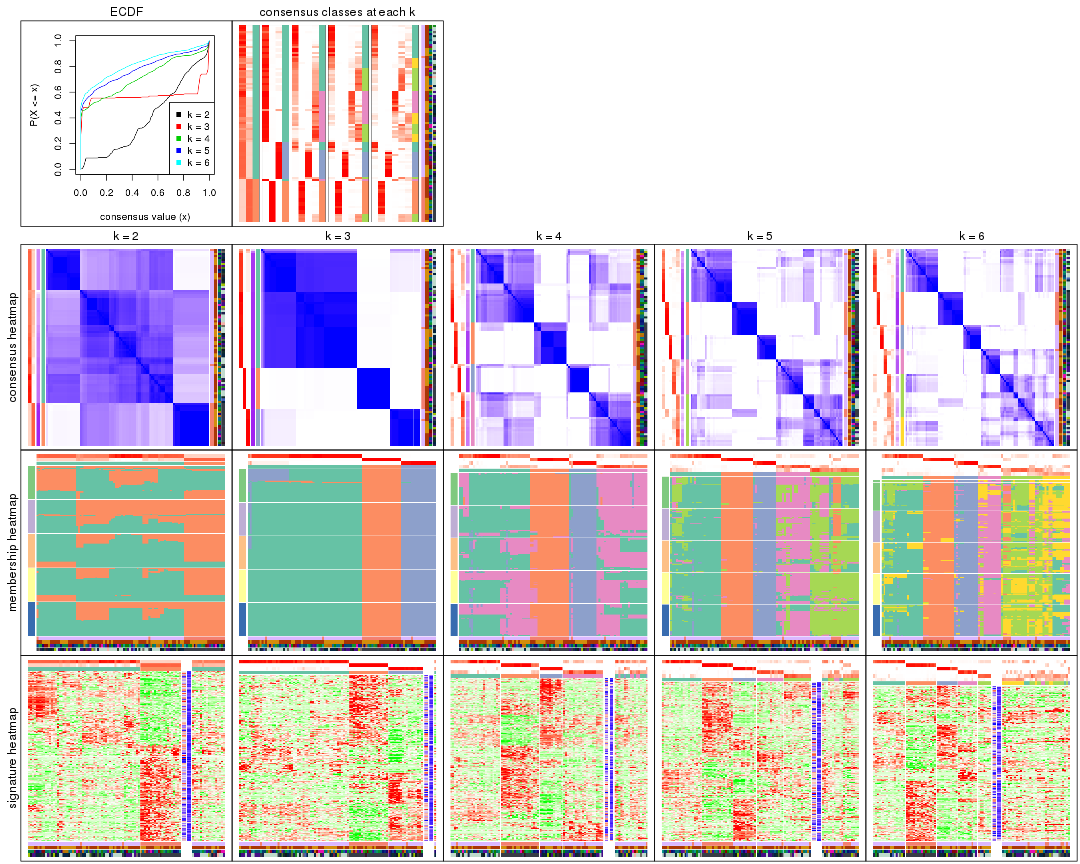 ECDF
consensus classes at each k
P(X <= x)
0.0 0.2 0.4 0.6 0.8 1.0
k = 2
k = 3
k = 4
k = 5
k = 6
0.0 0.2 0.4 0.6 0.8 1.0
consensus value (x)
k = 2 k = 3 k = 4 k = 5 k = 6
consensus heatmap
membership heatmap
signature heatmap